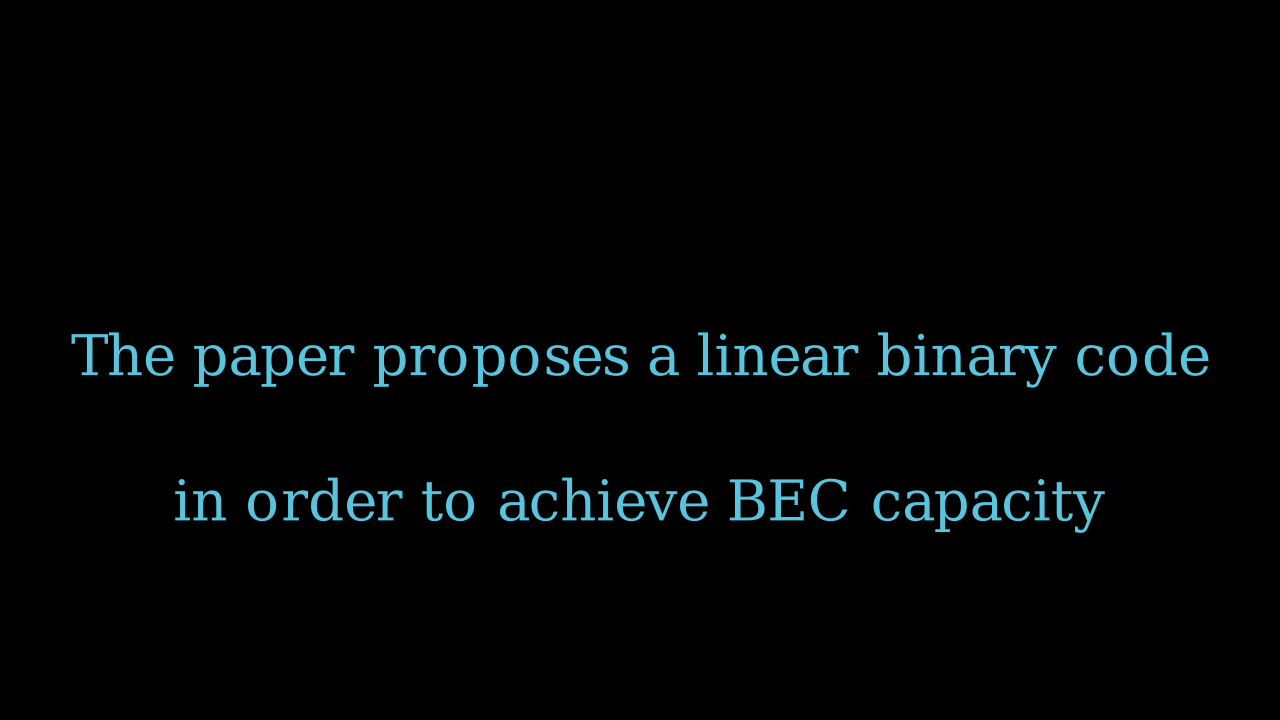 The paper proposes a linear binary code
in order to achieve BEC capacity